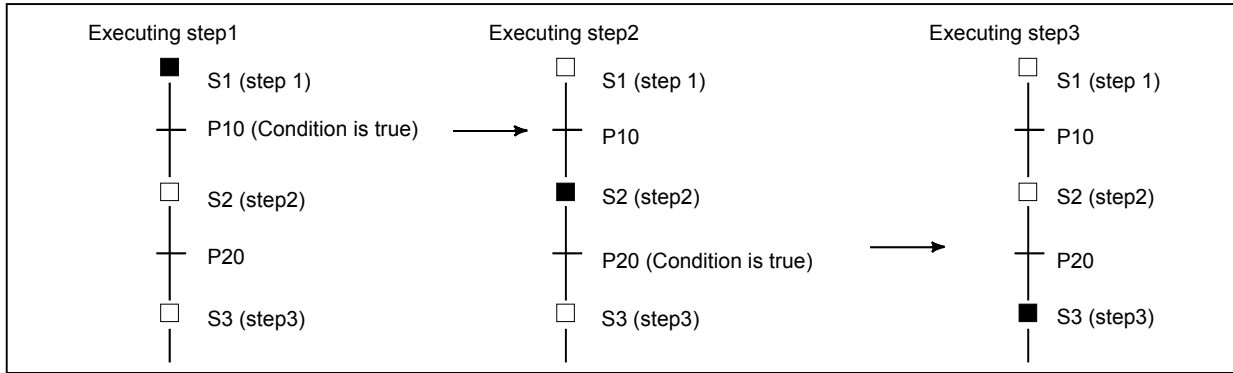 Executing step1
S1 (step 1)
P10 (Condition is true)
S2 (step2)
P20
S3 (step3)
Executing step2
S1 (step 1)
P10
S2 (step2)
P20 (Condition is true)
S3 (step3)
Executing step3
S1 (step 1)
P10
S2 (step2)
P20
S3 (step3)